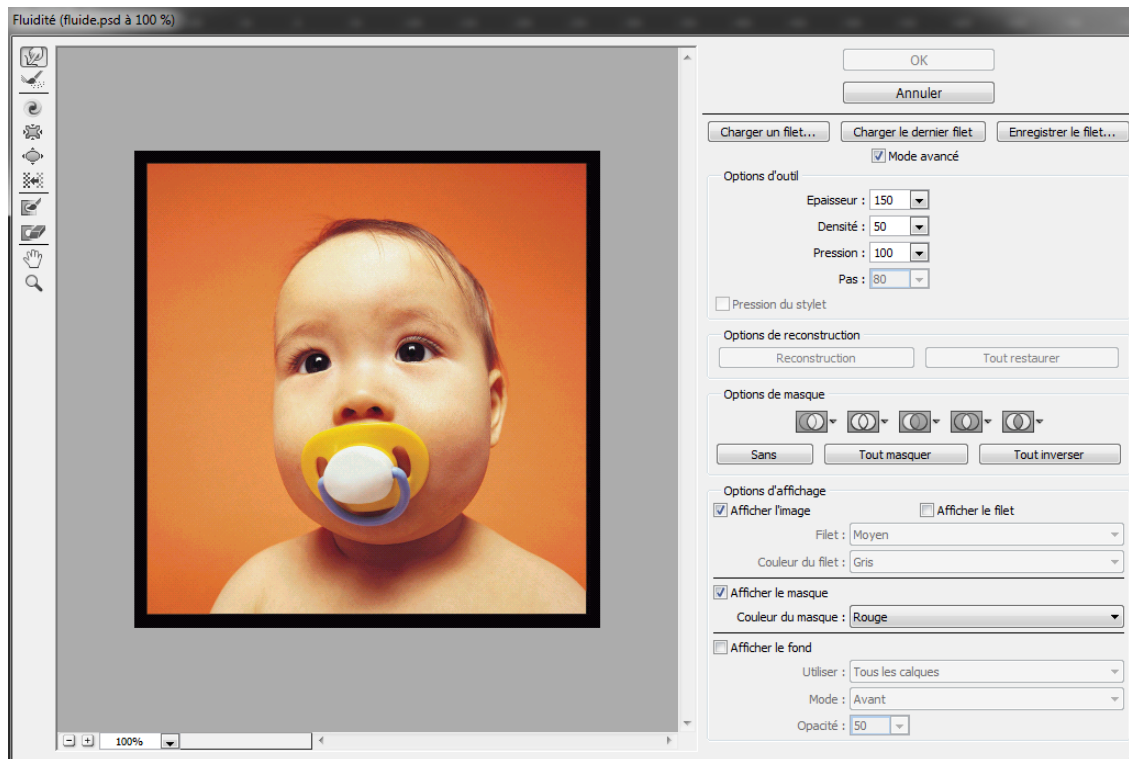 Fluidité (fluide.psd à 100 %)
OK
Annuler
Charger un filet... Charger le dernier filet Enregistrer le filet...
Mode avancé
Options d'outil
Epaisseur : 150
Densité : 50
Pression : 100
Pas : 80
Pression du stylet
Options de reconstruction
Reconstruction Tout restaurer
Options de masque
Sans Tout masquer Tout inverser
Options d'affichage
Afficher l'image Afficher le filet
Filet : Moyen
Couleur du filet : Gris
Afficher le masque
Couleur du masque : Rouge
Afficher le fond
Utiliser : Tous les calques
Mode : Avant
Opacité : 50
100%